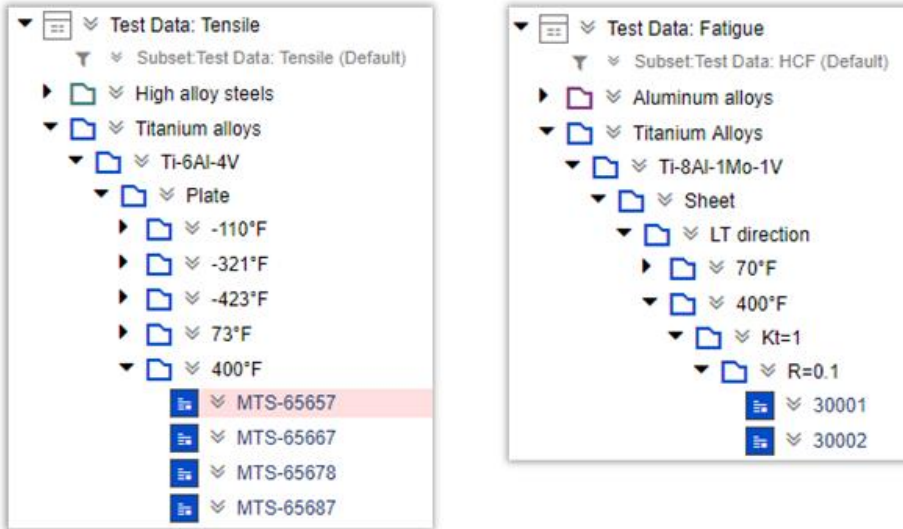 Test Data: Tensile
Subset:Test Data: Tensile (Default)
High alloy steels
Titanium alloys
Ti-6Al-4V
Plate
-110°F
-321°F
-423°F
73°F
400°F
MTS-65657
MTS-65667
MTS-65678
MTS-65687
Test Data: Fatigue
Subset:Test Data: HCF (Default)
Aluminum alloys
Titanium Alloys
Ti-8Al-1Mo-1V
Sheet
LT direction
70°F
400°F
Kt=1
R=0.1
30001
30002